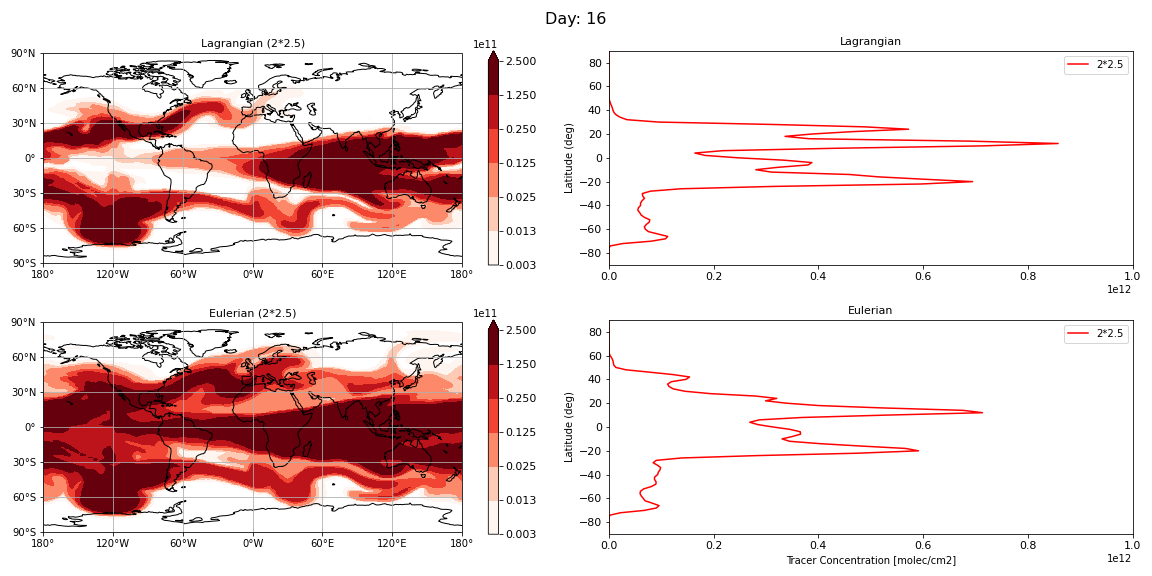 Day: 16
Lagrangian (2*2.5)
1e11
90°N
60°N
30°N
0°
30°S
60°S
90°S
180°
120°W
60°W
0°W
60°E
120°E
180°
2.500
1.250
0.250
0.125
0.025
0.013
0.003
Lagrangian
2*2.5
Latitude (deg)
80
60
40
20
0
−20
−40
−60
−80
0.0
0.2
0.4
0.6
0.8
1.0
1e12
Eulerian (2*2.5)
1e11
90°N
60°N
30°N
0°
30°S
60°S
90°S
180°
120°W
60°W
0°W
60°E
120°E
180°
2.500
1.250
0.250
0.125
0.025
0.013
0.003
Eulerian
2*2.5
Latitude (deg)
80
60
40
20
0
−20
−40
−60
−80
0.0
0.2
0.4
0.6
0.8
1.0
1e12
Tracer Concentration [molec/cm2]